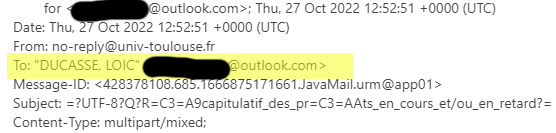 for < @outlook.com>; Thu, 27 Oct 2022 12:52:51 +0000 (UTC)
Date: Thu, 27 Oct 2022 12:52:51 +0000 (UTC)
From: no-reply@univ-toulouse.fr
To: "DUCASSE, LOIC" @outlook.com>
Message-ID: <428378108.685.1666875171661.JavaMail.urm@app01>
Subject: =?UTF-8?Q?R=C3=A9capitulatif_des_pr=C3=AAts_en_cours_et/ou_en_retard?=
Content-Type: multipart/mixed;